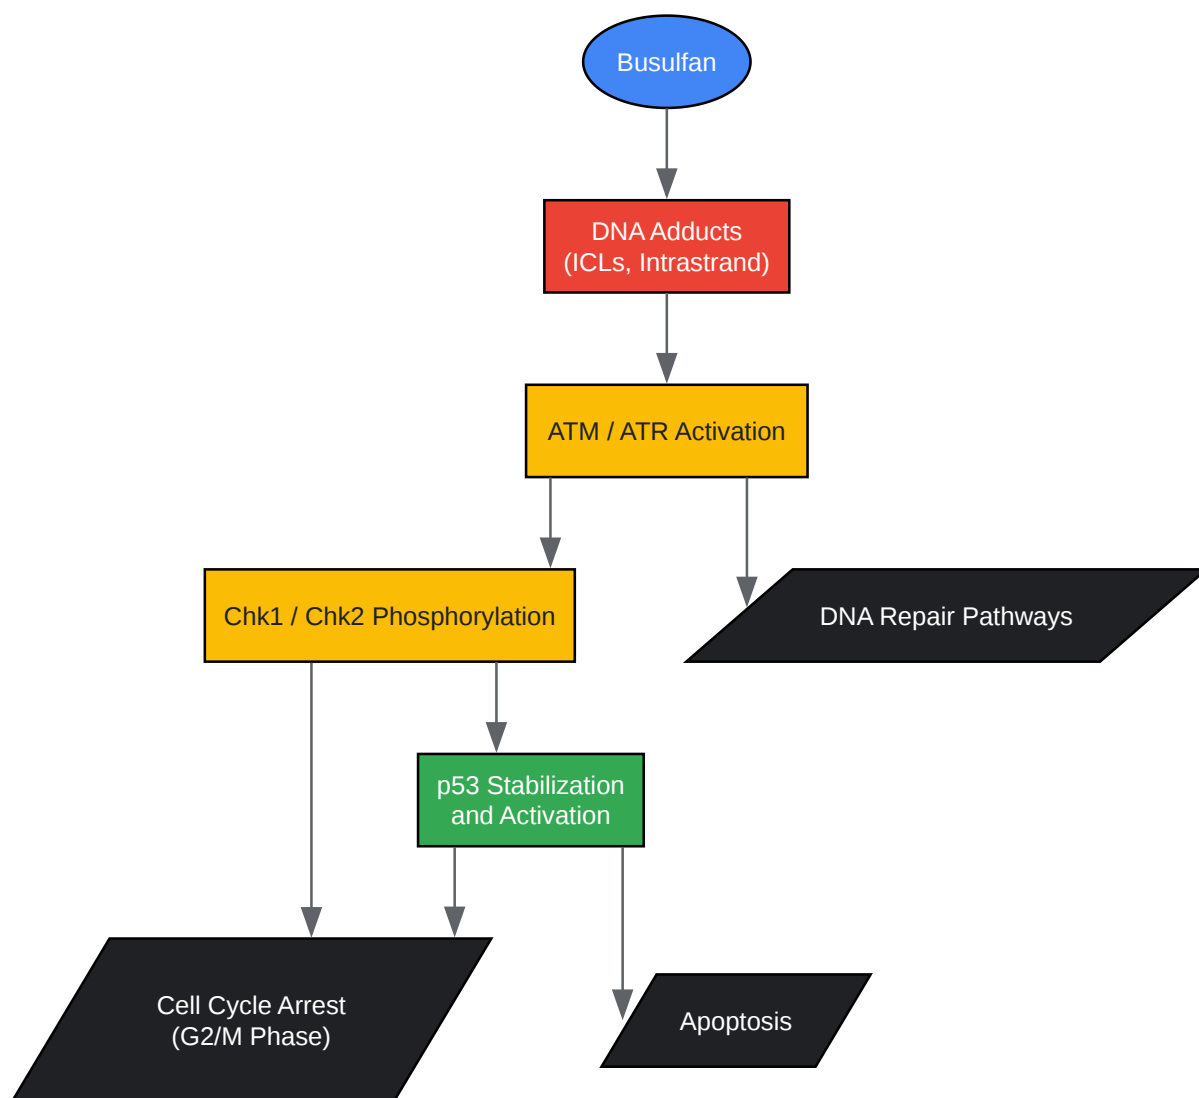 Busulfan
DNA Adducts
(ICLs, Intrastrand)
ATM / ATR Activation
Chk1 / Chk2 Phosphorylation
DNA Repair Pathways
p53 Stabilization
and Activation
Cell Cycle Arrest
(G2/M Phase)
Apoptosis